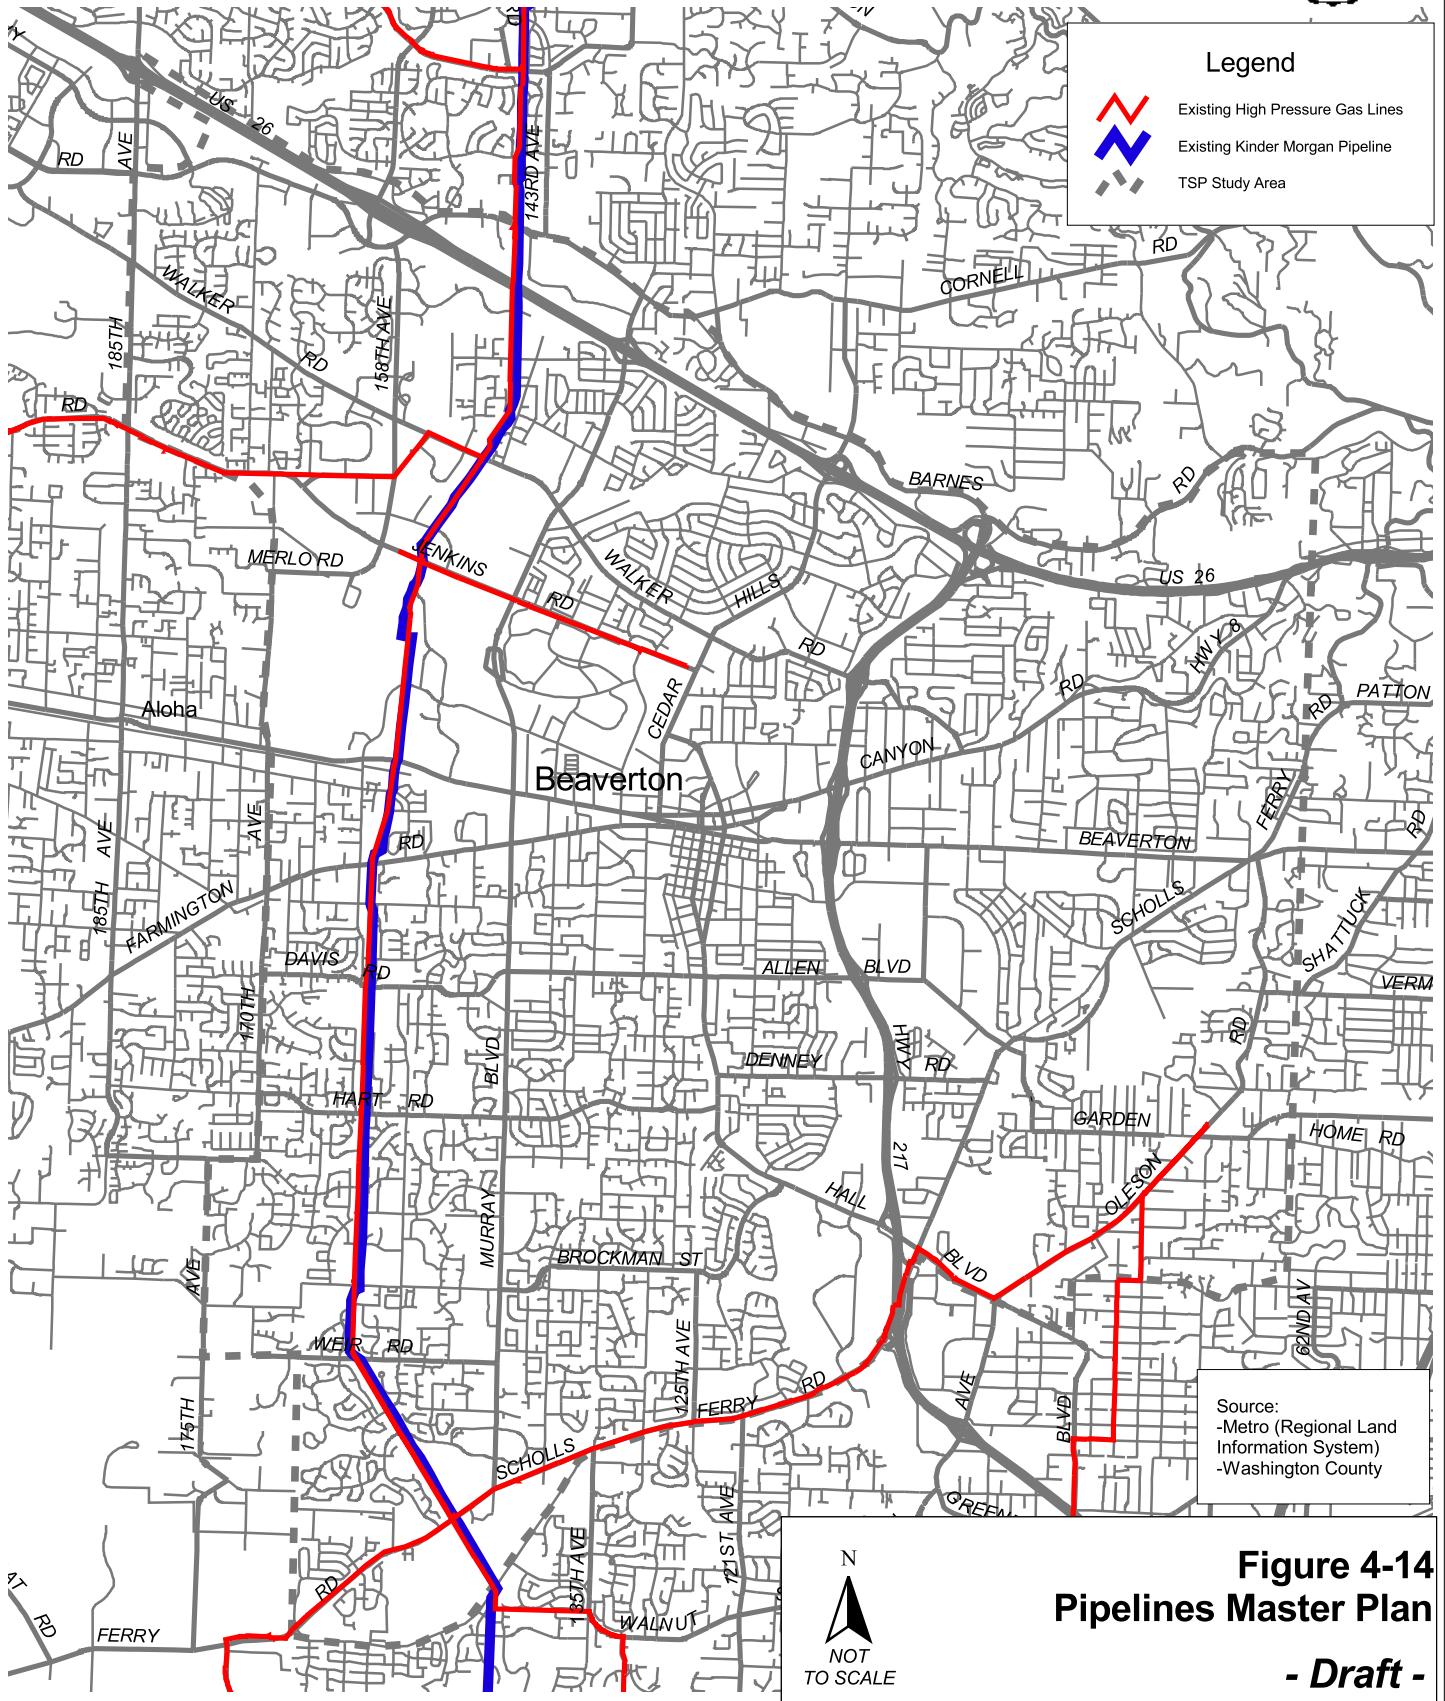 Legend
Existing High Pressure Gas Lines
Existing Kinder Morgan Pipeline
TSP Study Area
RD
US 26
RD
AVE
143RD AVE
RD
CORNELL
WALKER
RD
185TH
158TH AVE
RD
BARNES
RD
MERLO RD
JENKINS
RD
WALKER
HILLS
RD
US 26
HWY 8
RD
PATTON
RD
CEDAR
Aloha
CANYON
Beaverton
FERRY
RD
AVE
AVE
RD
BEAVERTON
185TH
FARMINGTON
SCHOLLS
SHATTUCK
DAVIS
RD
ALLEN
BLVD
VERM
170TH
BLVD
HWY
RD
DENNEY
RD
HART
RD
GARDEN
HOME RD
217
OLESON
HALL
MURRAY
BROCKMAN ST
BLVD
AVE
62ND AV
WEIR
RD
125TH AVE
RD
FERRY
AVE
BLVD
175TH
SCHOLLS
Source:
-Metro (Regional Land
Information System)
-Washington County
121ST AVE
GREEN
135TH AVE
RD
AT
RD
FERRY
WALNUT
N
NOT
TO SCALE
Figure 4-14
Pipelines Master Plan
- Draft -